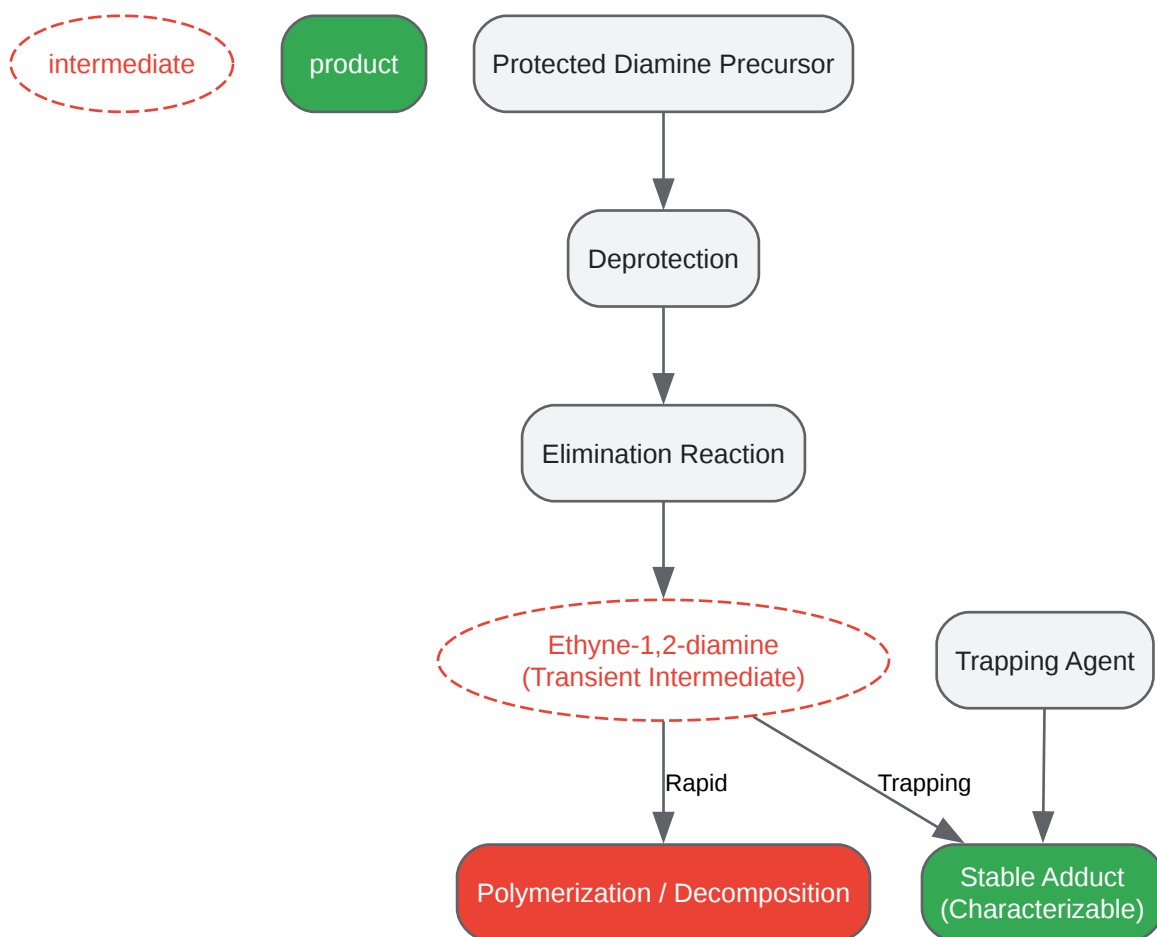 intermediate
product
Protected Diamine Precursor
Deprotection
Elimination Reaction
Ethyne-1,2-diamine
(Transient Intermediate)
Trapping Agent
Rapid
Trapping
Polymerization / Decomposition
Stable Adduct
(Characterizable)